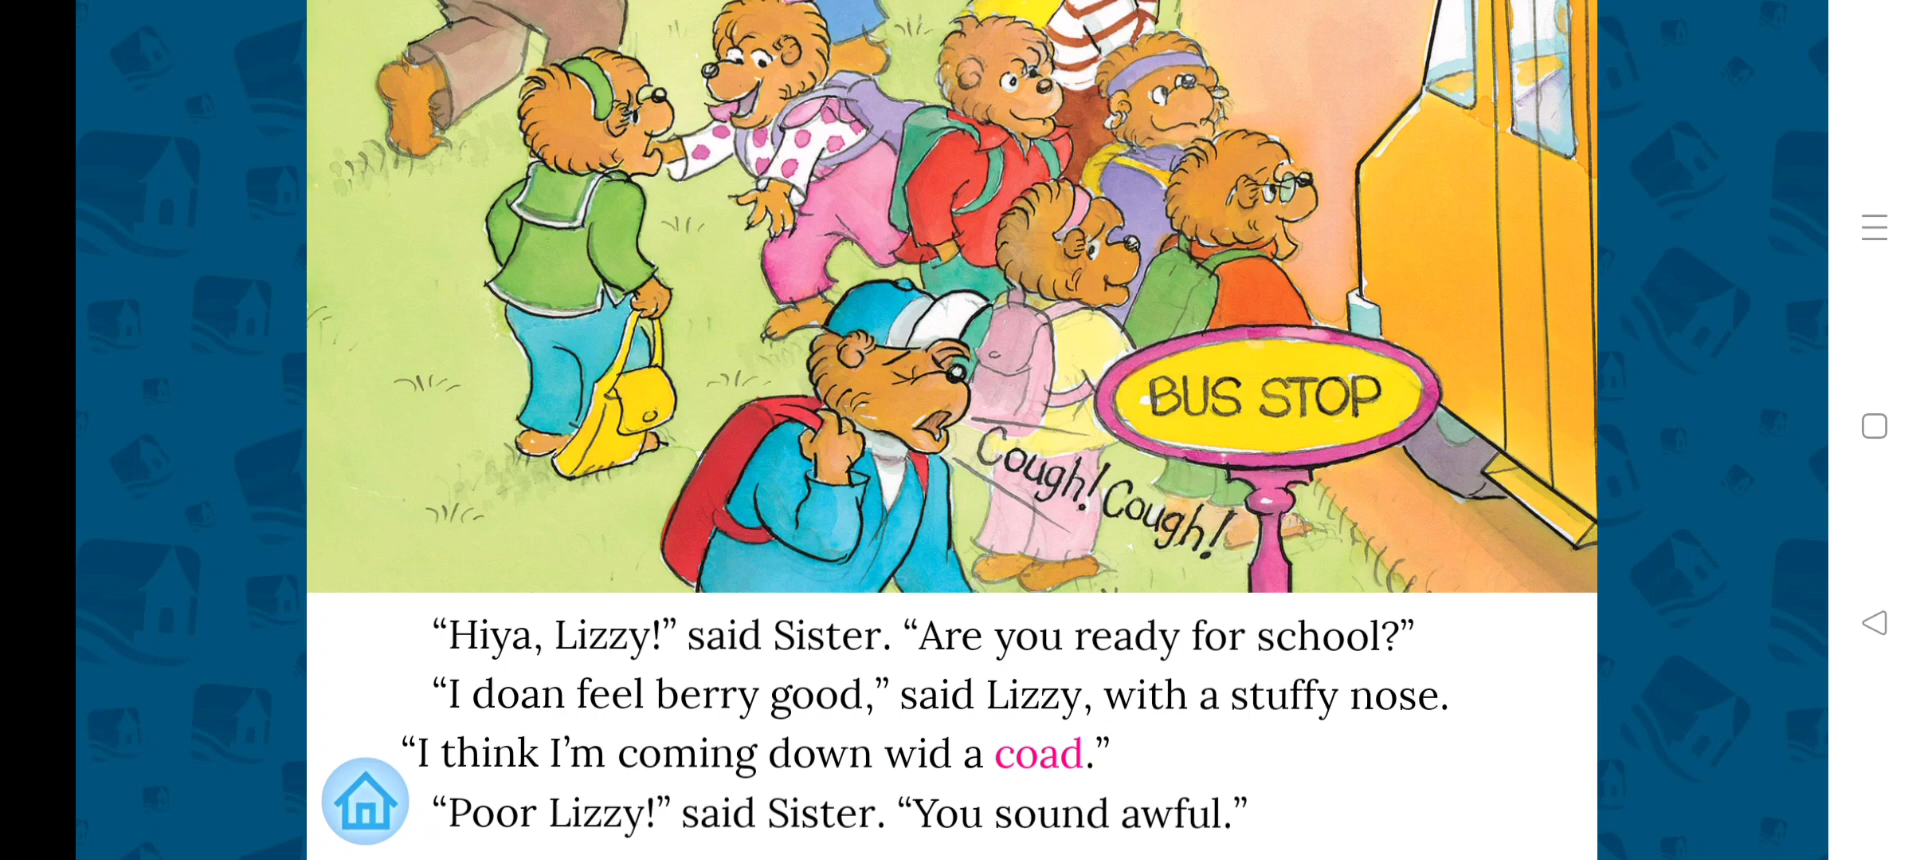 BUS STOP
Cough! Cough!
“Hiya, Lizzy!” said Sister. “Are you ready for school?”
“I doan feel berry good,” said Lizzy, with a stuffy nose.
“I think I’m coming down wid a coad.”
“Poor Lizzy!” said Sister. “You sound awful.”